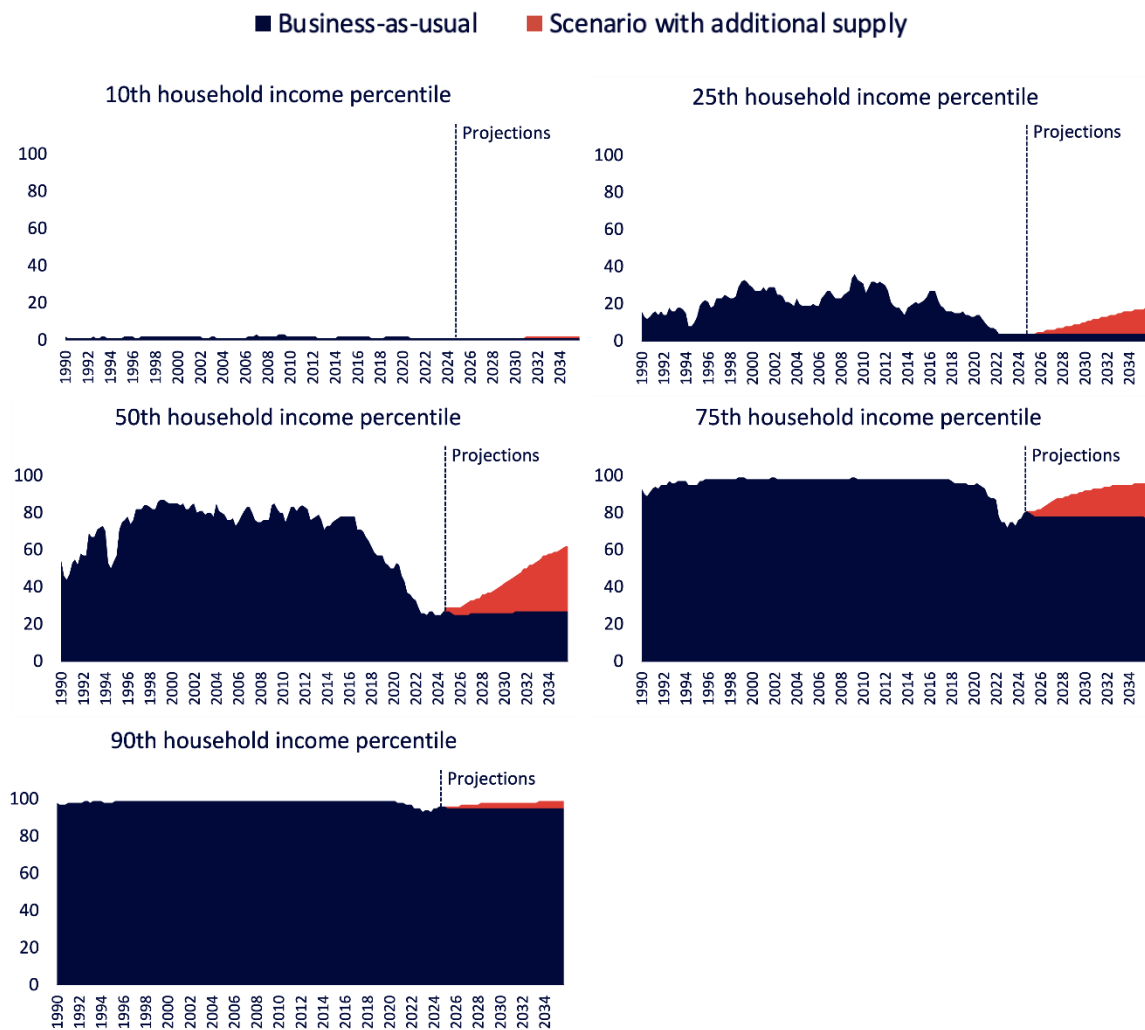 Business-as-usual Scenario with additional supply
10th household income percentile
Projections
100
80
60
40
20
0
1990 1992 1994 1996 1998 2000 2002 2004 2006 2008 2010 2012 2014 2016 2018 2020 2022 2024 2026 2028 2030 2032 2034
25th household income percentile
Projections
100
80
60
40
20
0
1990 1992 1994 1996 1998 2000 2002 2004 2006 2008 2010 2012 2014 2016 2018 2020 2022 2024 2026 2028 2030 2032 2034
50th household income percentile
Projections
100
80
60
40
20
0
1990 1992 1994 1996 1998 2000 2002 2004 2006 2008 2010 2012 2014 2016 2018 2020 2022 2024 2026 2028 2030 2032 2034
75th household income percentile
Projections
100
80
60
40
20
0
1990 1992 1994 1996 1998 2000 2002 2004 2006 2008 2010 2012 2014 2016 2018 2020 2022 2024 2026 2028 2030 2032 2034
90th household income percentile
Projections
100
80
60
40
20
0
1990 1992 1994 1996 1998 2000 2002 2004 2006 2008 2010 2012 2014 2016 2018 2020 2022 2024 2026 2028 2030 2032 2034